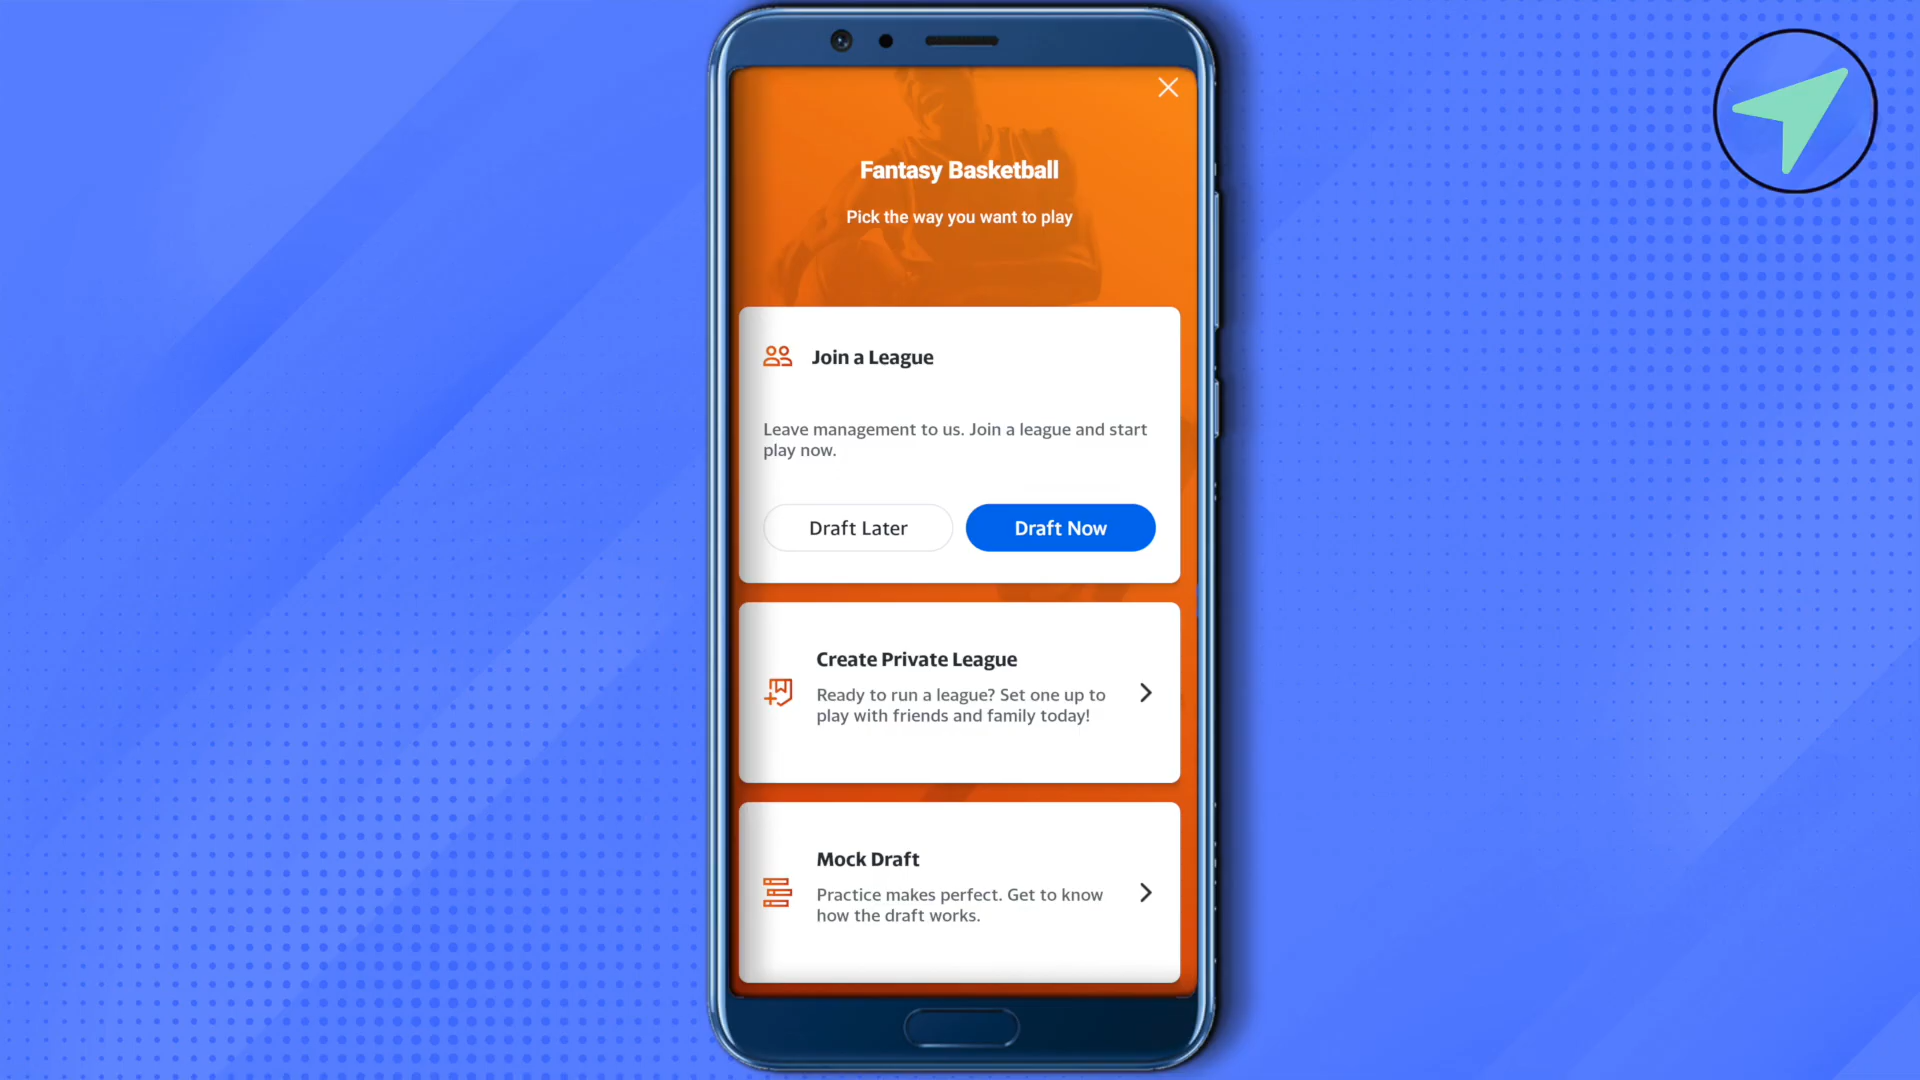 Fantasy Basketball
Pick the way you want to play
Join a League
Leave management to us. Join a league and start
play now.
Draft Later
Draft Now
Create Private League
Ready to run a league? Set one up to
play with friends and family today!
Mock Draft
Practice makes perfect. Get to know
how the draft works.